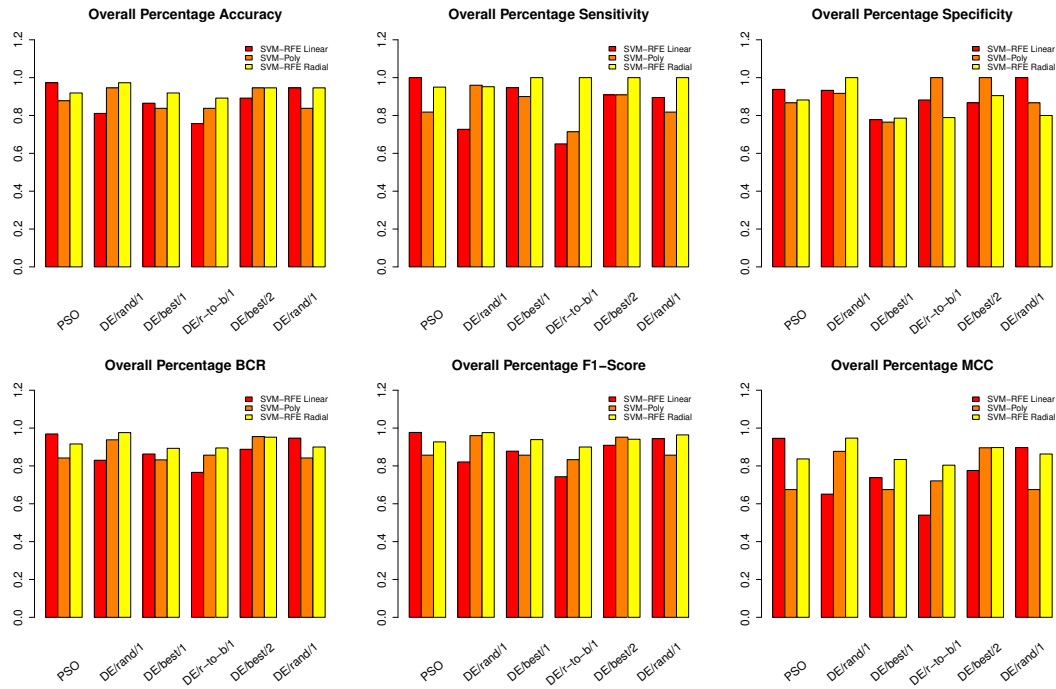 Overall Percentage Accuracy
1.2
1.0
0.8
0.6
0.4
0.2
0.0
SVM−RFE Linear
SVM−Poly
SVM−RFE Radial
PSO
DE/rand/1
DE/best/1
DE/r−to−b/1
DE/best/2
DE/rand/1
Overall Percentage Sensitivity
1.2
1.0
0.8
0.6
0.4
0.2
0.0
SVM−RFE Linear
SVM−Poly
SVM−RFE Radial
PSO
DE/rand/1
DE/best/1
DE/r−to−b/1
DE/best/2
DE/rand/1
Overall Percentage Specificity
1.2
1.0
0.8
0.6
0.4
0.2
0.0
SVM−RFE Linear
SVM−Poly
SVM−RFE Radial
PSO
DE/rand/1
DE/best/1
DE/r−to−b/1
DE/best/2
DE/rand/1
Overall Percentage BCR
1.2
1.0
0.8
0.6
0.4
0.2
0.0
SVM−RFE Linear
SVM−Poly
SVM−RFE Radial
PSO
DE/rand/1
DE/best/1
DE/r−to−b/1
DE/best/2
DE/rand/1
Overall Percentage F1−Score
1.2
1.0
0.8
0.6
0.4
0.2
0.0
SVM−RFE Linear
SVM−Poly
SVM−RFE Radial
PSO
DE/rand/1
DE/best/1
DE/r−to−b/1
DE/best/2
DE/rand/1
Overall Percentage MCC
1.2
1.0
0.8
0.6
0.4
0.2
0.0
SVM−RFE Linear
SVM−Poly
SVM−RFE Radial
PSO
DE/rand/1
DE/best/1
DE/r−to−b/1
DE/best/2
DE/rand/1